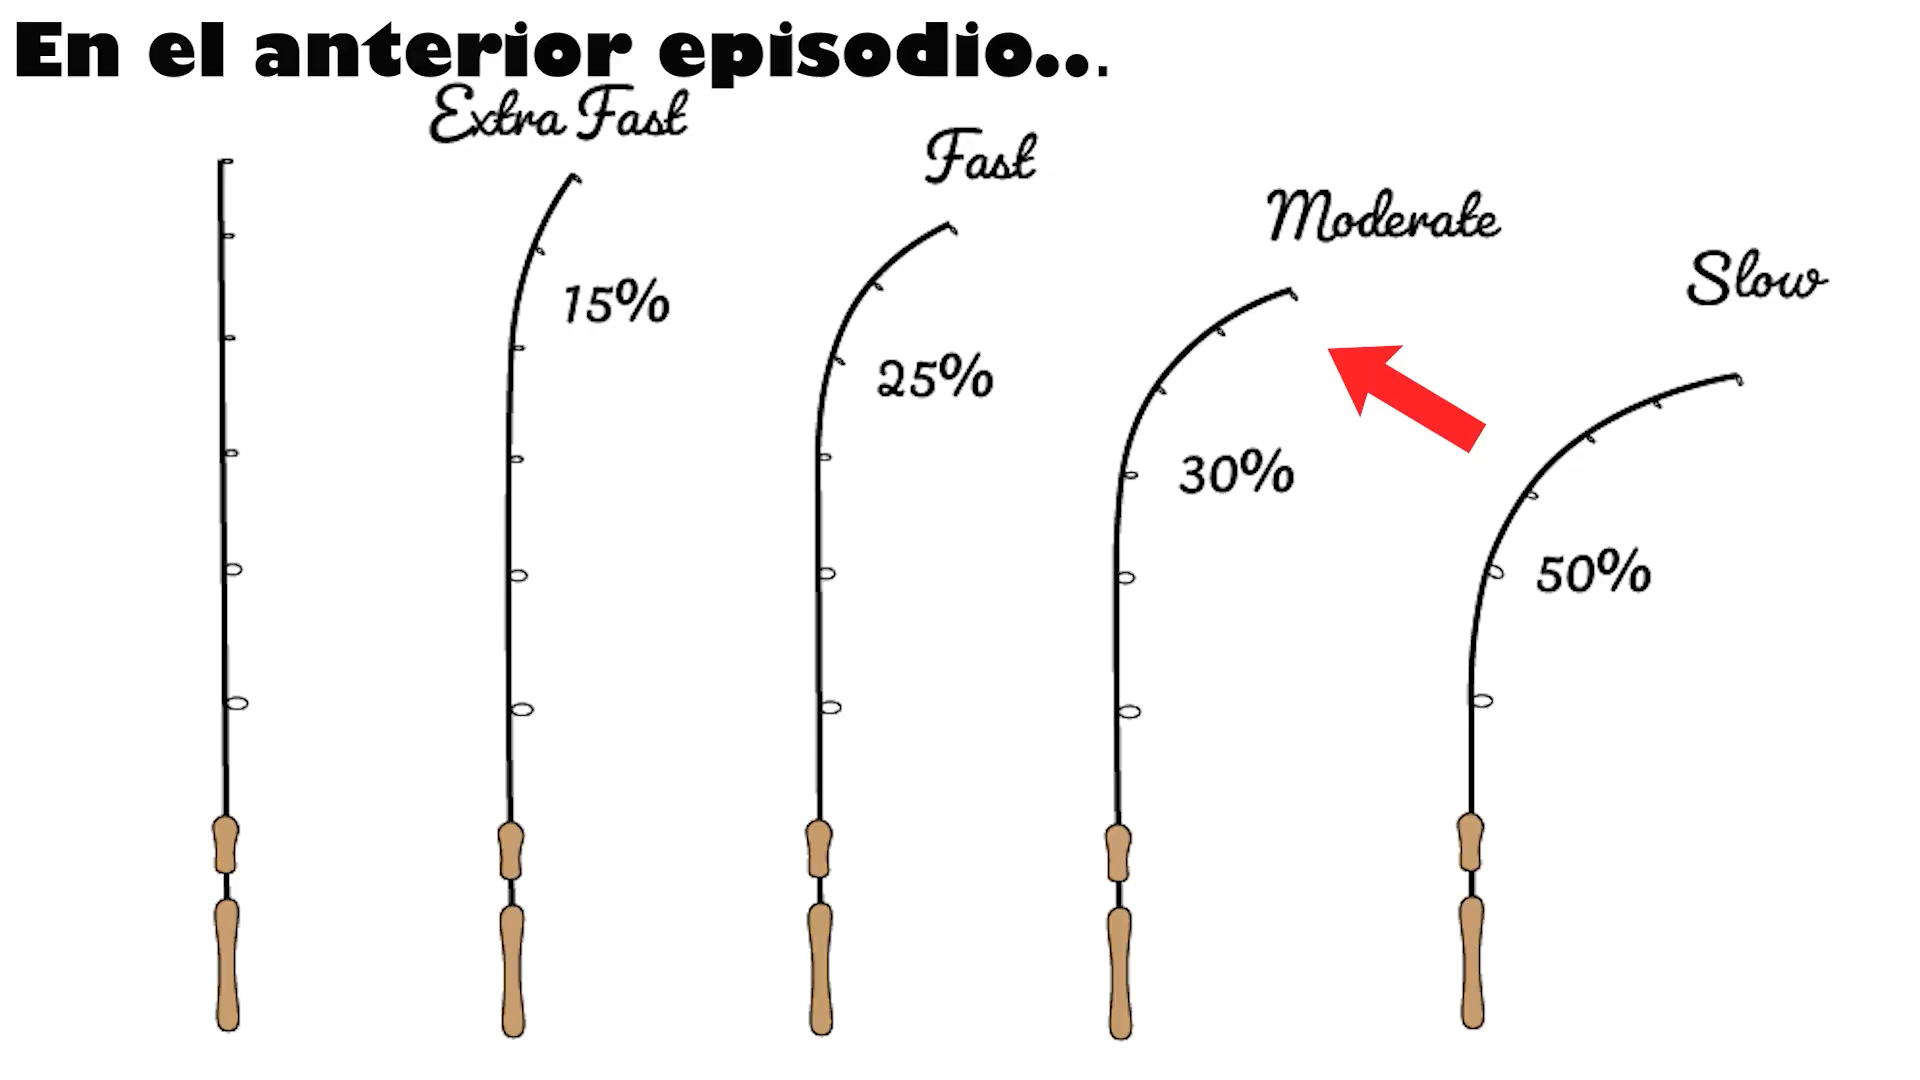 En el anterior episodio...
Extra Fast
Fast
Moderate
Slow
15%
25%
30%
50%